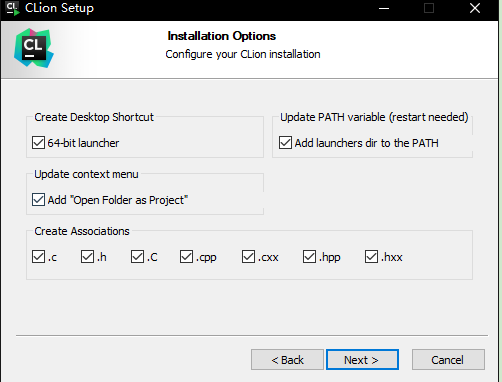 CLion Setup
CL
Installation Options
Configure your CLion installation
CL
Create Desktop Shortcut
64-bit launcher
Update PATH variable (restart needed)
Add launchers dir to the PATH
Update context menu
Add "Open Folder as Project"
Create Associations
.c .h .C .cpp .cxx .hpp .hxx
< Back Next > Cancel